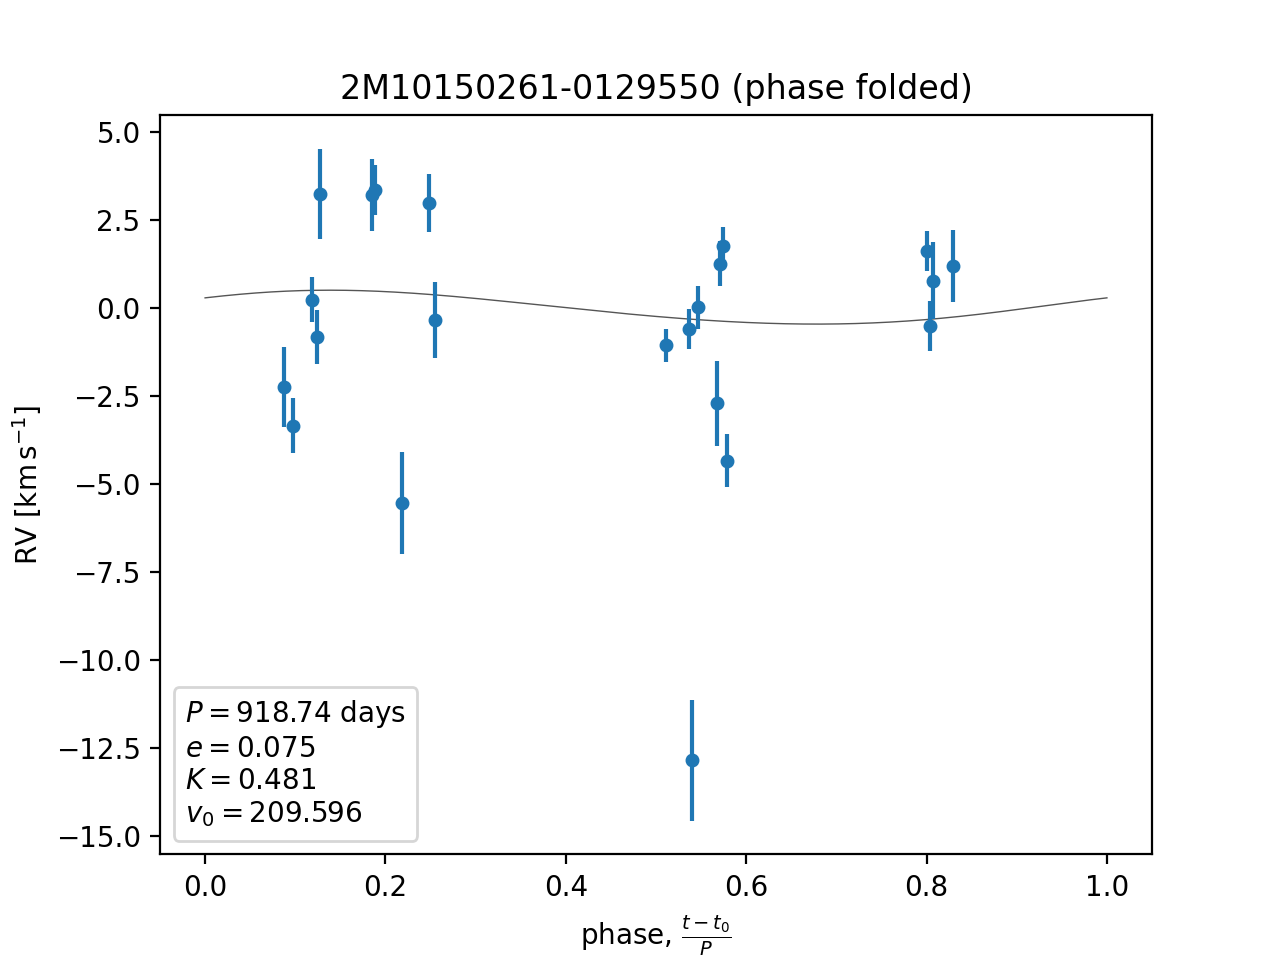 2M10150261-0129550 (phase folded)
5.0
2.5
0.0
−2.5
−5.0
−7.5
−10.0
−12.5
−15.0
RV [km s⁻¹]
P = 918.74 days
e = 0.075
K = 0.481
v₀ = 209.596
0.0 0.2 0.4 0.6 0.8 1.0
phase, (t − t₀)/P